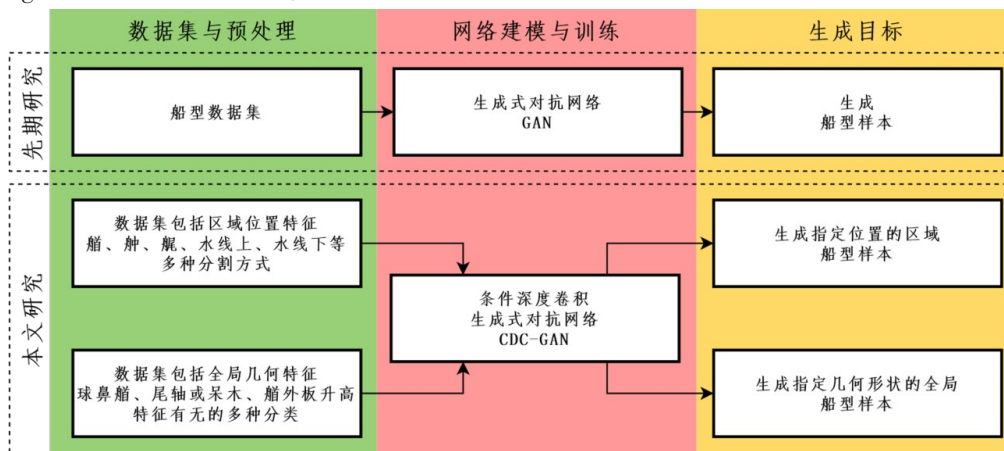 数据集与预处理
网络建模与训练
生成目标
先期研究
船型数据集
生成式对抗网络
GAN
生成
船型样本
本文研究
数据集包括区域位置特征
艏、舯、艉、水线上、水线下等
多种分割方式
条件深度卷积
生成式对抗网络
CDC-GAN
生成指定位置的区域
船型样本
数据集包括全局几何特征
球鼻艏、尾轴或呆木、艏外板升高
特征有无的多种分类
生成指定几何形状的全局
船型样本